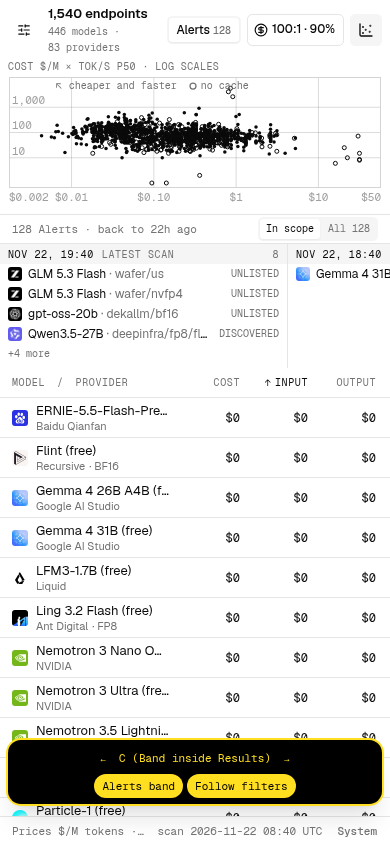 1,540 endpoints
446 models ·
83 providers
Alerts 128
100:1 · 90%
COST $/M × TOK/S P50 · LOG SCALES
↖ cheaper and faster
no cache
1,000
100
10
$0.002 $0.01 $0.10 $1 $10 $50
128 Alerts · back to 22h ago
In scope
All 128
NOV 22, 19:40 LATEST SCAN 8
GLM 5.3 Flash · wafer/us UNLISTED
GLM 5.3 Flash · wafer/nvfp4 UNLISTED
gpt-oss-20b · dekallm/bf16 UNLISTED
Qwen3.5-27B · deepinfra/fp8/fl… DISCOVERED
+4 more
NOV 22, 18:40
Gemma 4 31B
MODEL / PROVIDER COST ↑ INPUT OUTPUT
ERNIE-5.5-Flash-Pre… $0 $0 $0
Baidu Qianfan
Flint (free) $0 $0 $0
Recursive · BF16
Gemma 4 26B A4B (f… $0 $0 $0
Google AI Studio
Gemma 4 31B (free) $0 $0 $0
Google AI Studio
LFM3-1.7B (free) $0 $0 $0
Liquid
Ling 3.2 Flash (free) $0 $0 $0
Ant Digital · FP8
Nemotron 3 Nano O… $0 $0 $0
NVIDIA
Nemotron 3 Ultra (fre… $0 $0 $0
NVIDIA
Nemotron 3.5 Lightni… $0 $0 $0
← C (Band inside Results) →
Alerts band
Follow filters
Particle-1 (free) $0 $0 $0
Prices $/M tokens ·… scan 2026-11-22 08:40 UTC System